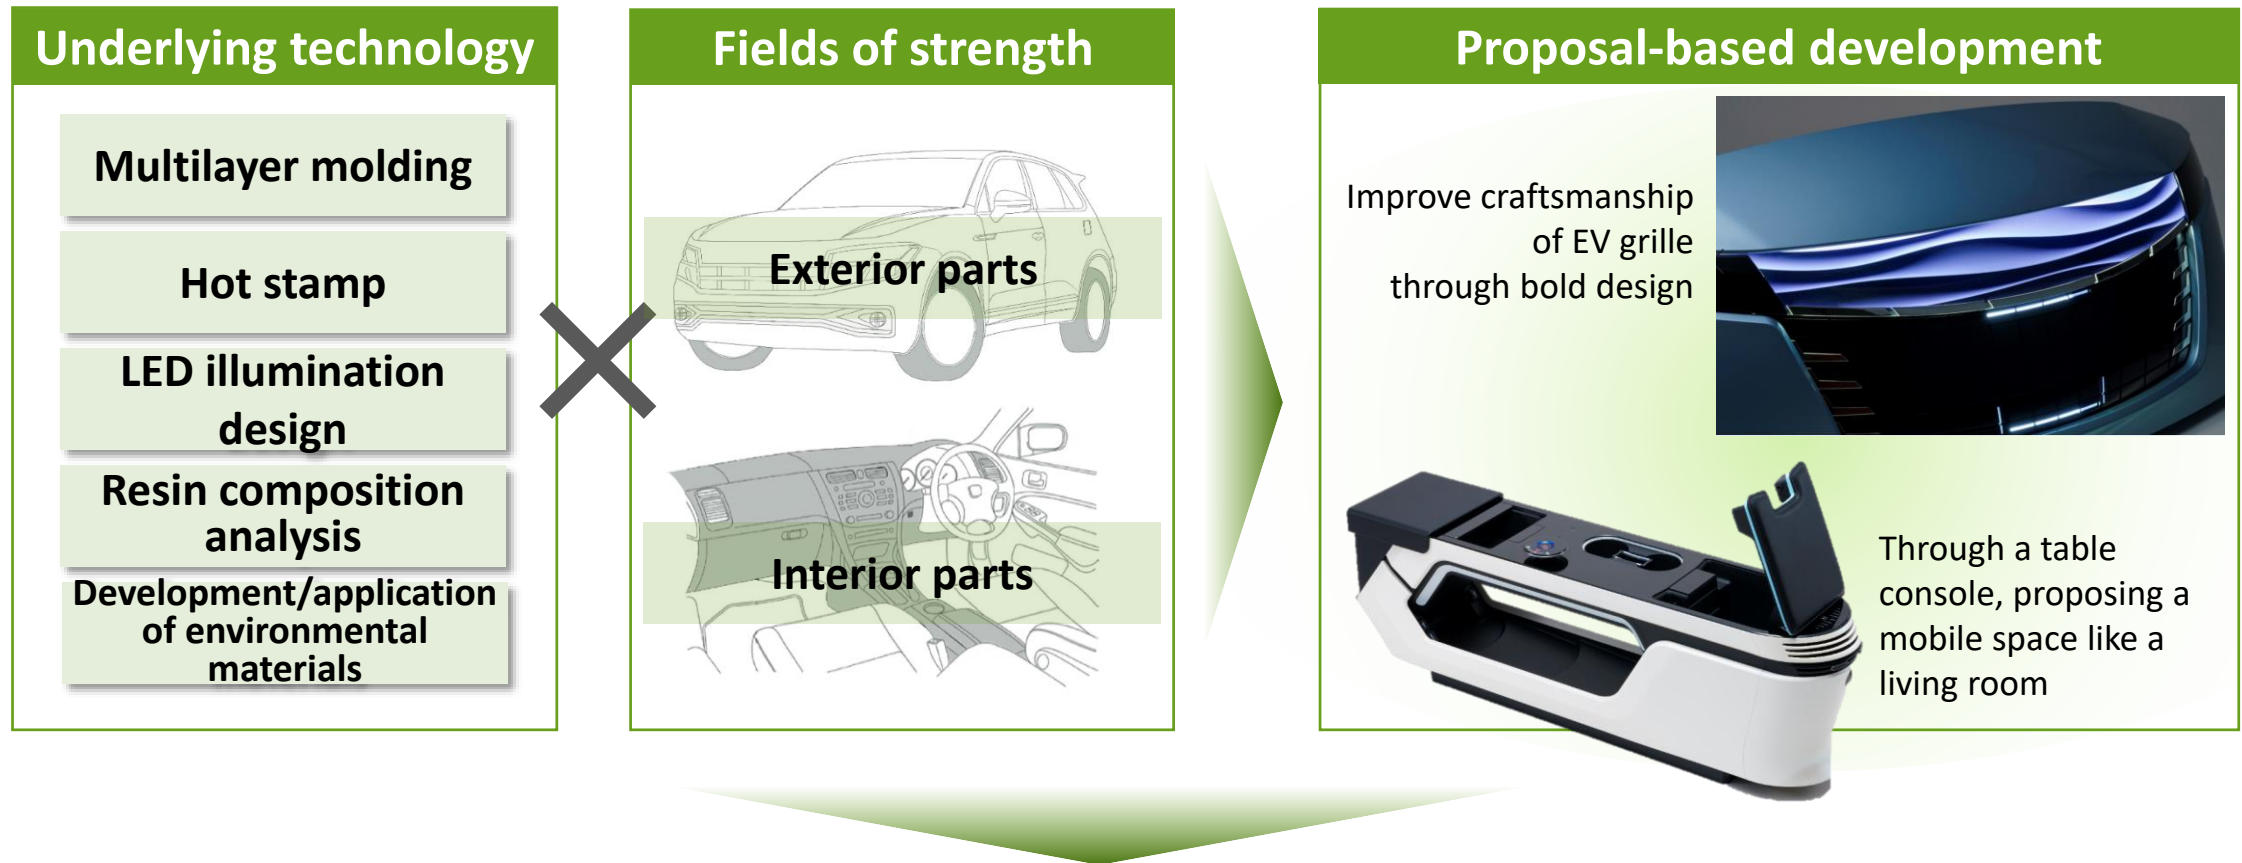 Underlying technology
Multilayer molding
Hot stamp
LED illumination
design
Resin composition
analysis
Development/application
of environmental
materials
Fields of strength
Exterior parts
Interior parts
Proposal-based development
Improve craftsmanship
of EV grille
through bold design
Through a table
console, proposing a
mobile space like a
living room